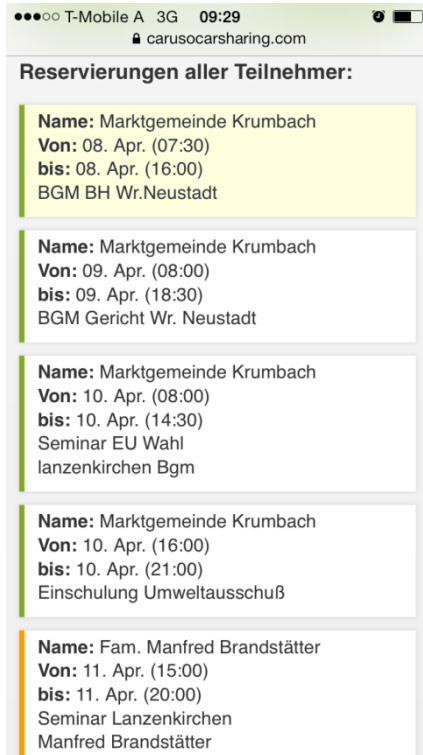 ●●●○○ T-Mobile A 3G 09:29
carusocarsharing.com
Reservierungen aller Teilnehmer:
Name: Marktgemeinde Krumbach
Von: 08. Apr. (07:30)
bis: 08. Apr. (16:00)
BGM BH Wr.Neustadt
Name: Marktgemeinde Krumbach
Von: 09. Apr. (08:00)
bis: 09. Apr. (18:30)
BGM Gericht Wr. Neustadt
Name: Marktgemeinde Krumbach
Von: 10. Apr. (08:00)
bis: 10. Apr. (14:30)
Seminar EU Wahl
lanzenkirchen Bgm
Name: Marktgemeinde Krumbach
Von: 10. Apr. (16:00)
bis: 10. Apr. (21:00)
Einschulung Umweltausschuß
Name: Fam. Manfred Brandstätter
Von: 11. Apr. (15:00)
bis: 11. Apr. (20:00)
Seminar Lanzenkirchen
Manfred Brandstätter